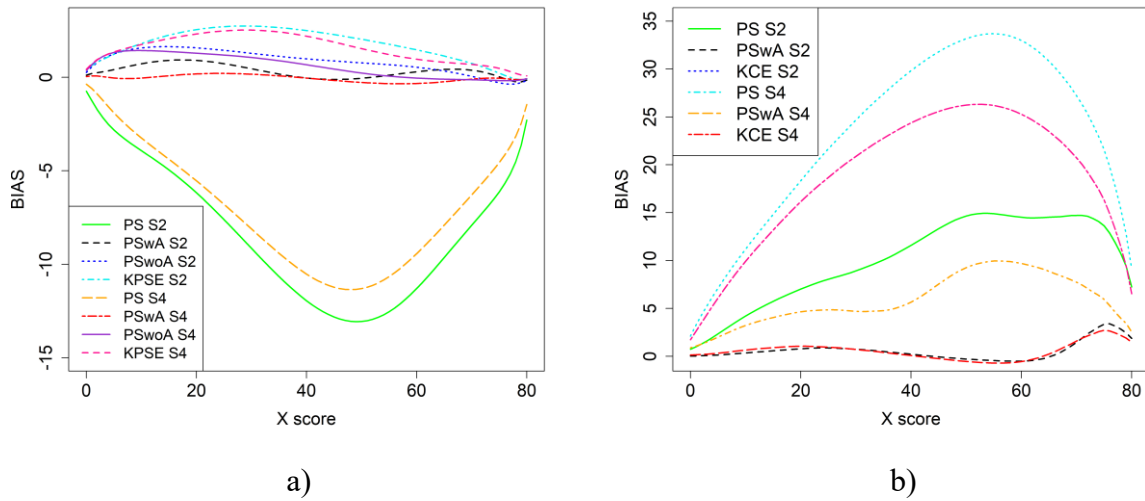 0
-5
-10
-15
BIAS
PS S2
PSwA S2
PSwoA S2
KPSE S2
PS S4
PSwA S4
PSwoA S4
KPSE S4
0 20 40 60 80
X score
a)
35
30
25
20
15
10
5
0
BIAS
PS S2
PSwA S2
KCE S2
PS S4
PSwA S4
KCE S4
0 20 40 60 80
X score
b)